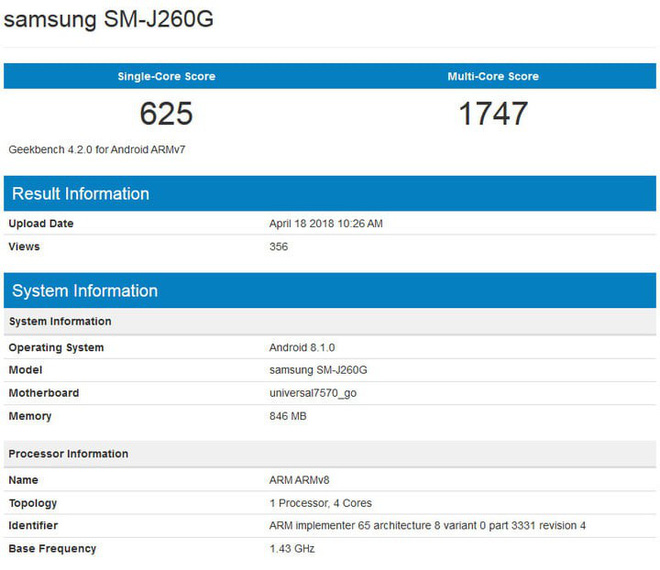 samsung SM-J260G
Single-Core Score Multi-Core Score
625 1747
Geekbench 4.2.0 for Android ARMv7
Result Information
Upload Date April 18 2018 10:26 AM
Views 356
System Information
System Information
Operating System Android 8.1.0
Model samsung SM-J260G
Motherboard universal7570_go
Memory 846 MB
Processor Information
Name ARM ARMv8
Topology 1 Processor, 4 Cores
Identifier ARM implementer 65 architecture 8 variant 0 part 3331 revision 4
Base Frequency 1.43 GHz